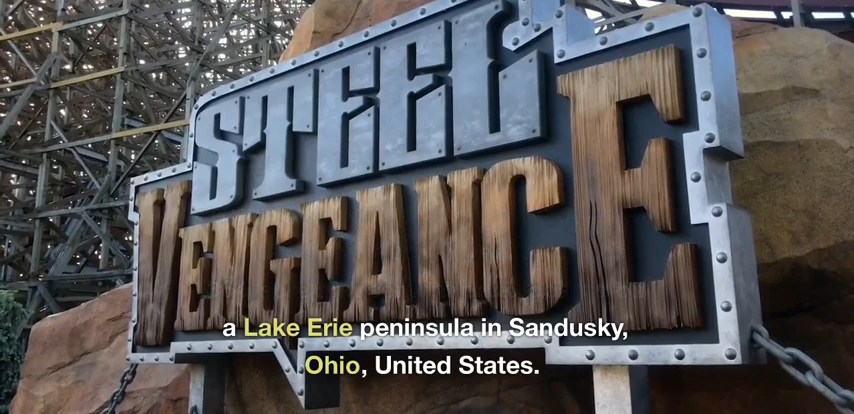 STEEL
VENGEANCE
a Lake Erie peninsula in Sandusky,
Ohio, United States.